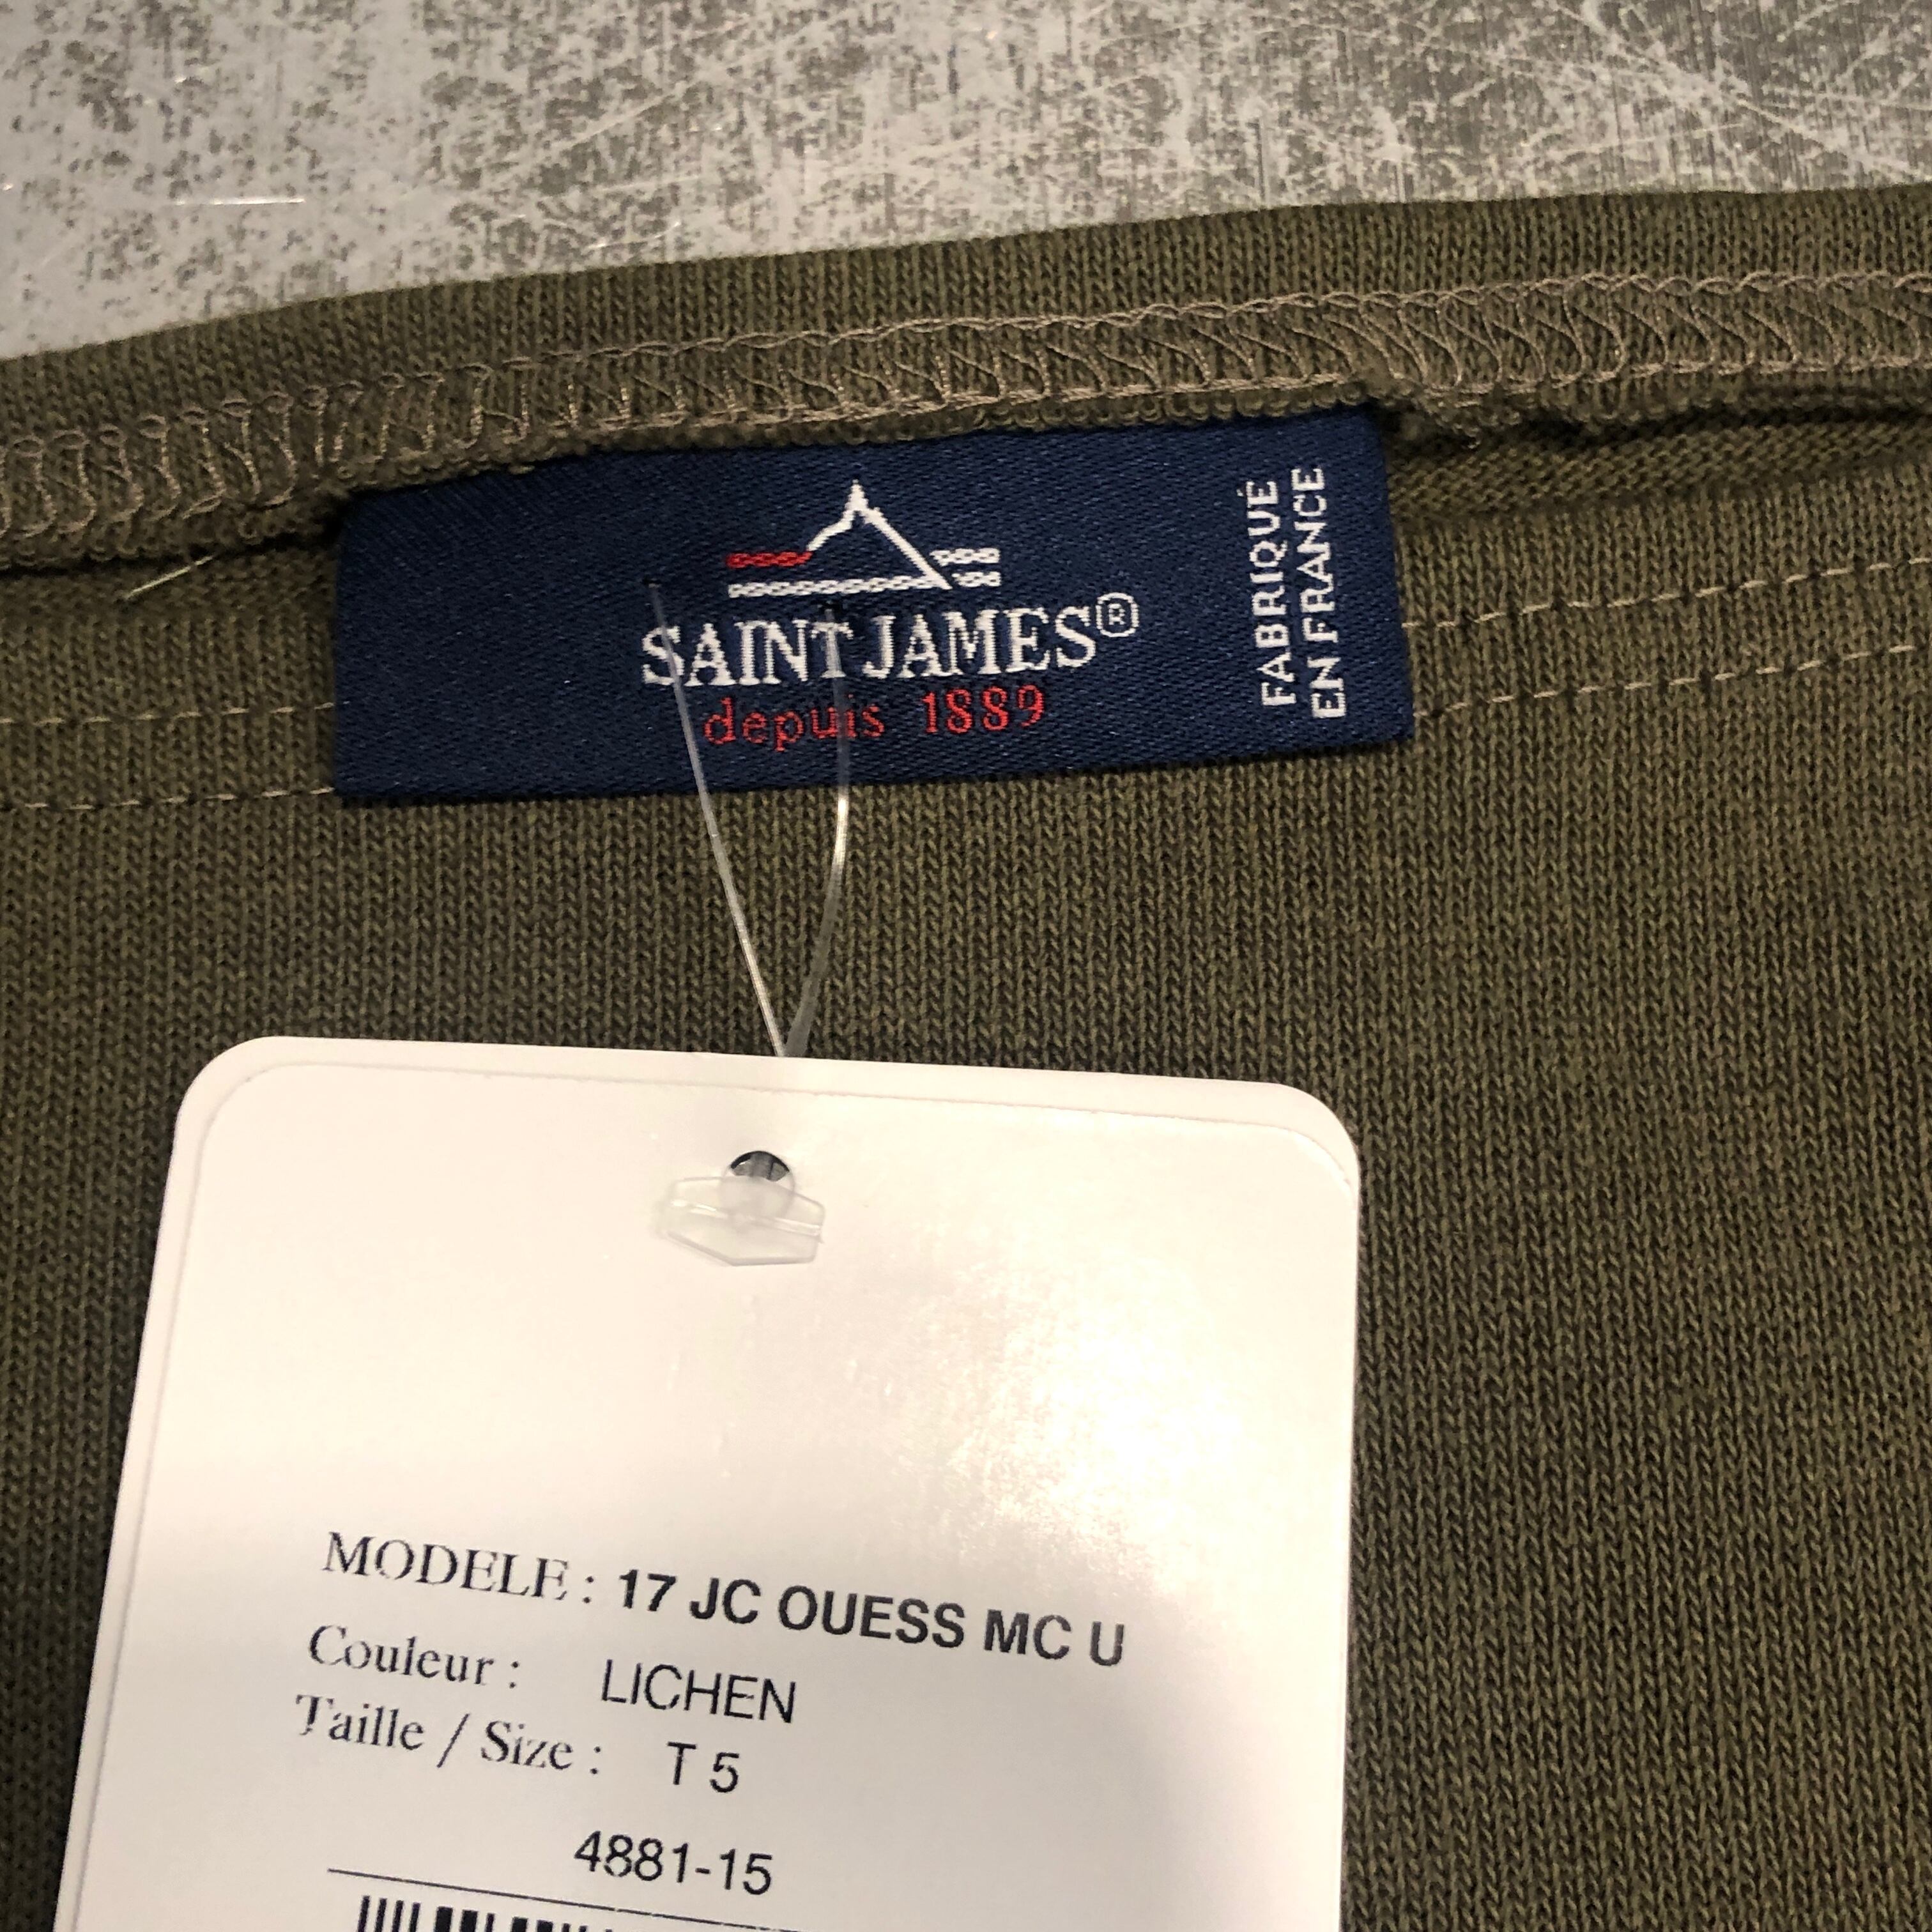 SAINT JAMES®
depuis 1889
FABRIQUÉ
EN FRANCE
MODELE : 17 JC OUESS MC U
Couleur : LICHEN
Taille / Size : T 5
4881-15